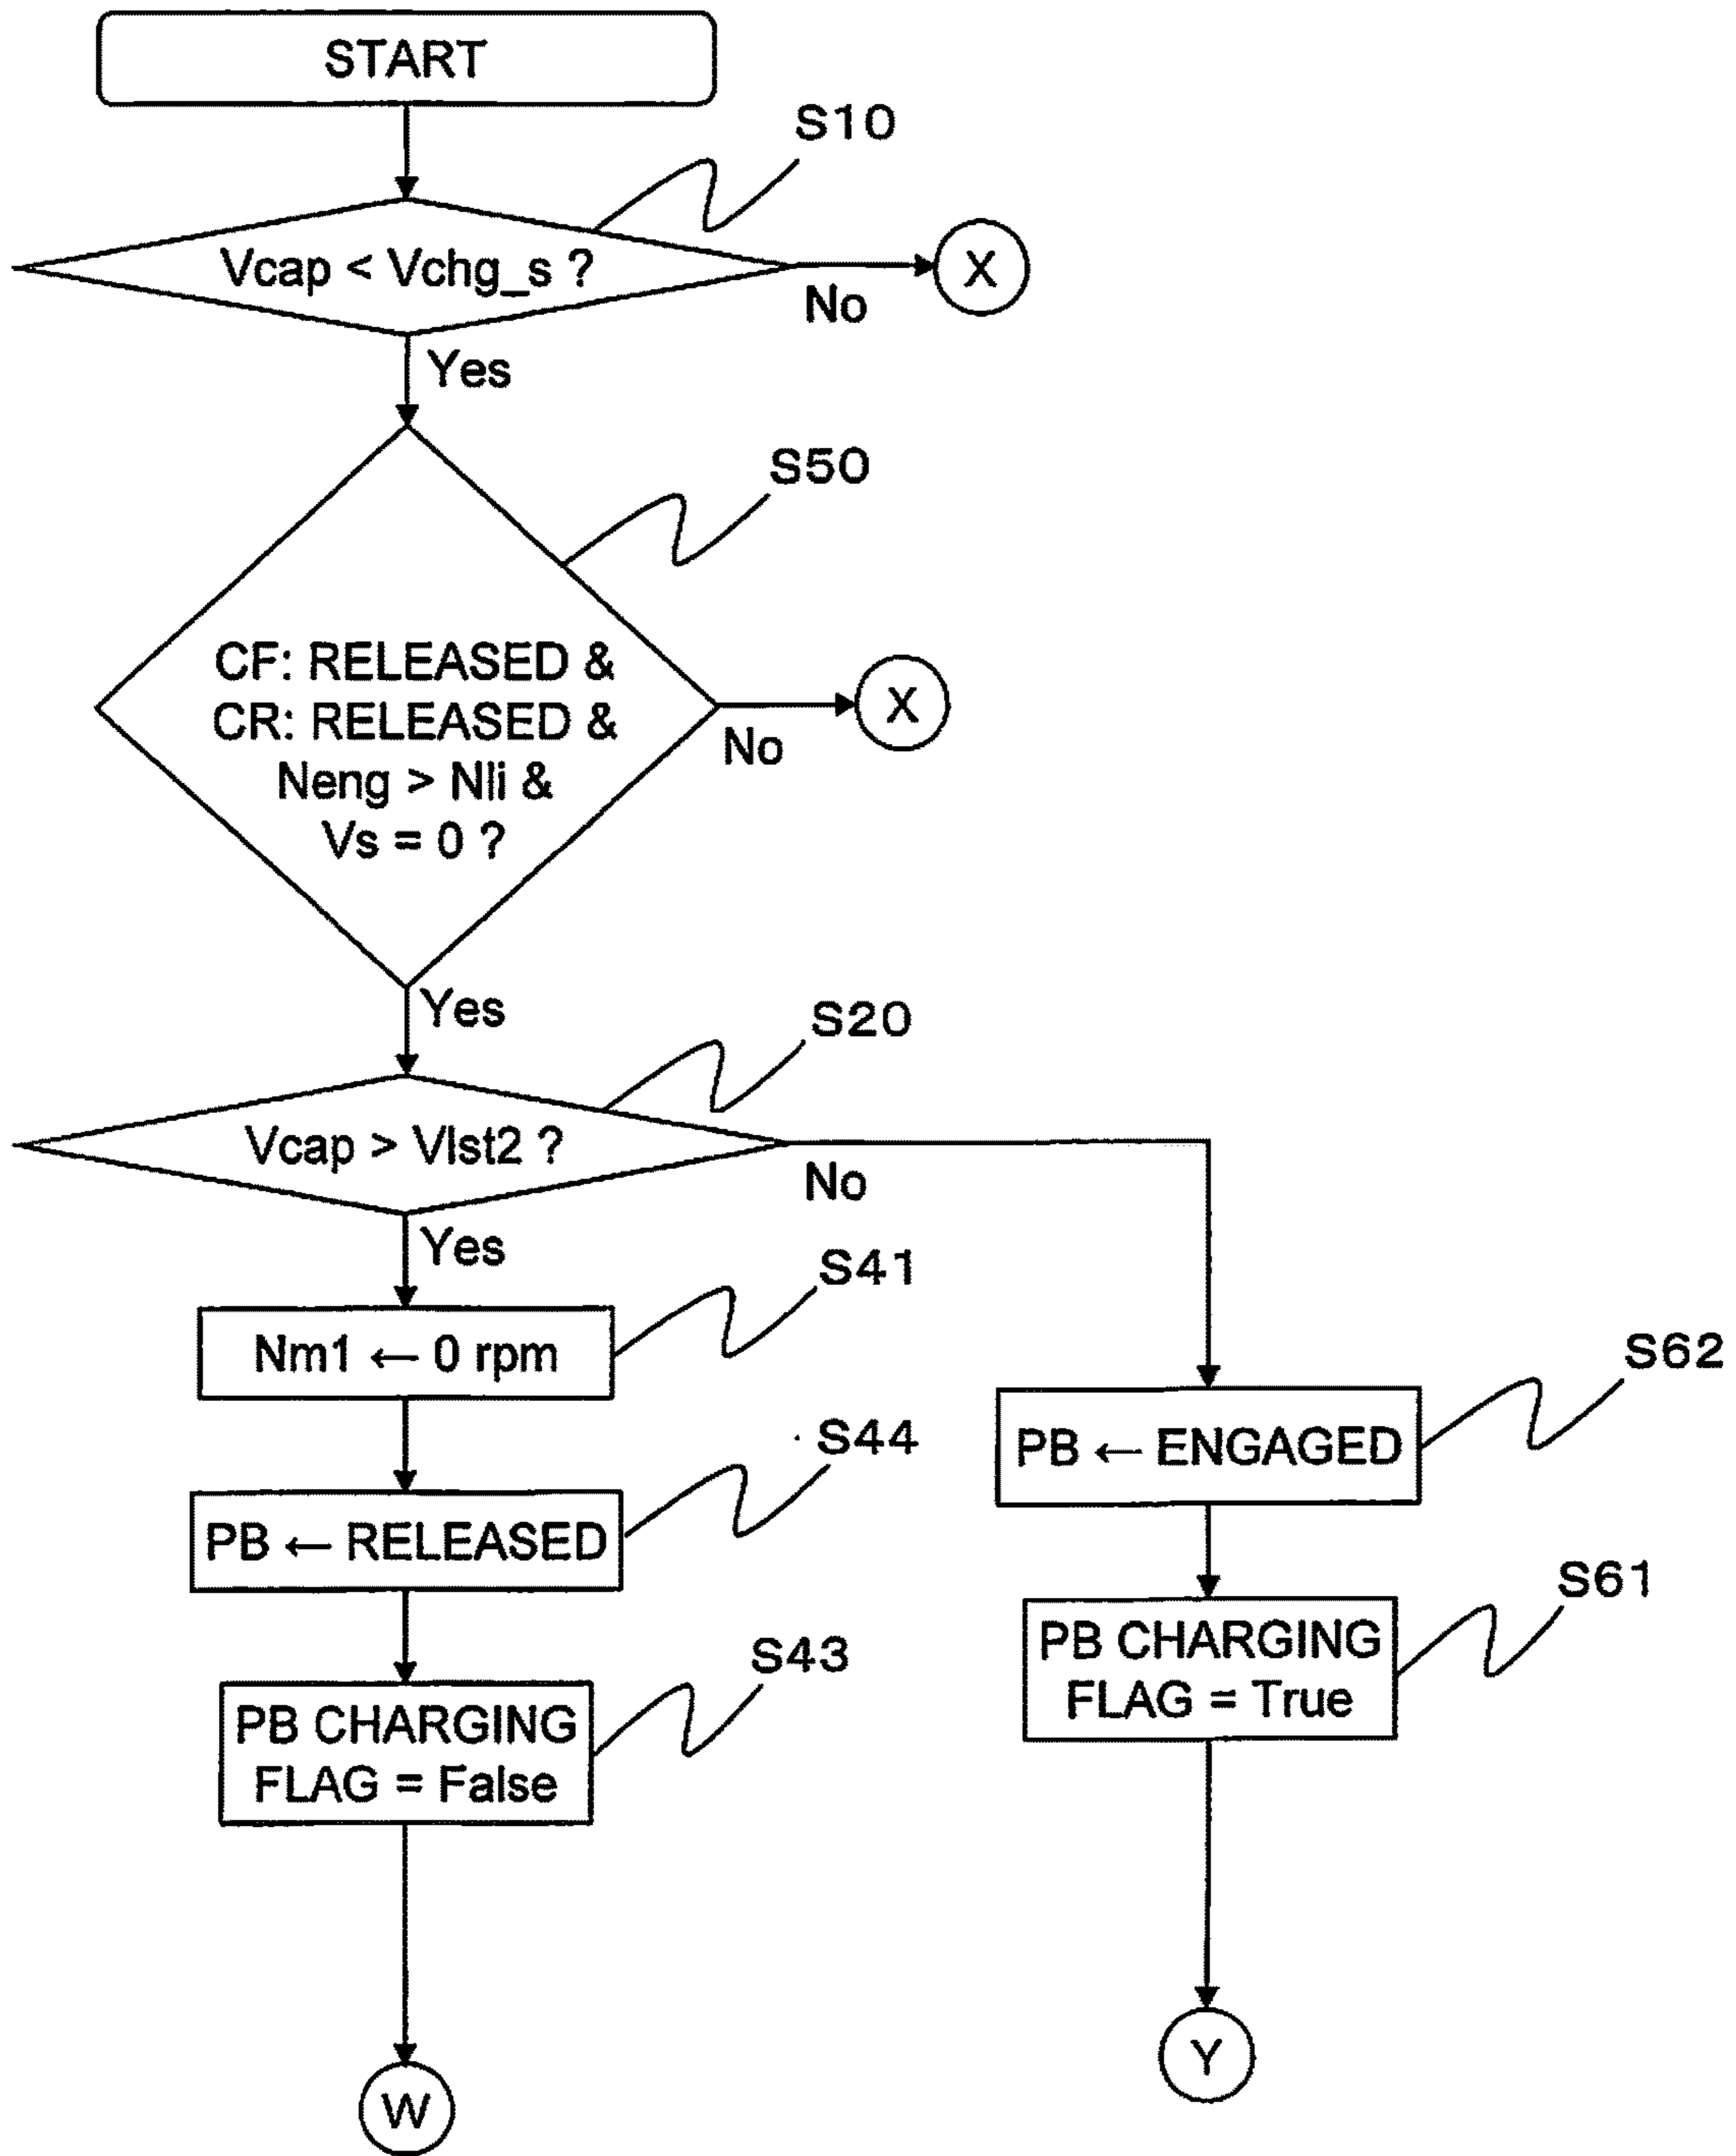 START
S10
Vcap < Vchg_s ?
No
X
Yes
S50
CF: RELEASED &
CR: RELEASED &
Neng > Nli &
Vs = 0 ?
No
X
Yes
S20
Vcap > Vlst2 ?
No
Yes
S41
Nm1 ← 0 rpm
S62
PB ← ENGAGED
S44
PB ← RELEASED
S61
PB CHARGING
FLAG = True
S43
PB CHARGING
FLAG = False
Y
W